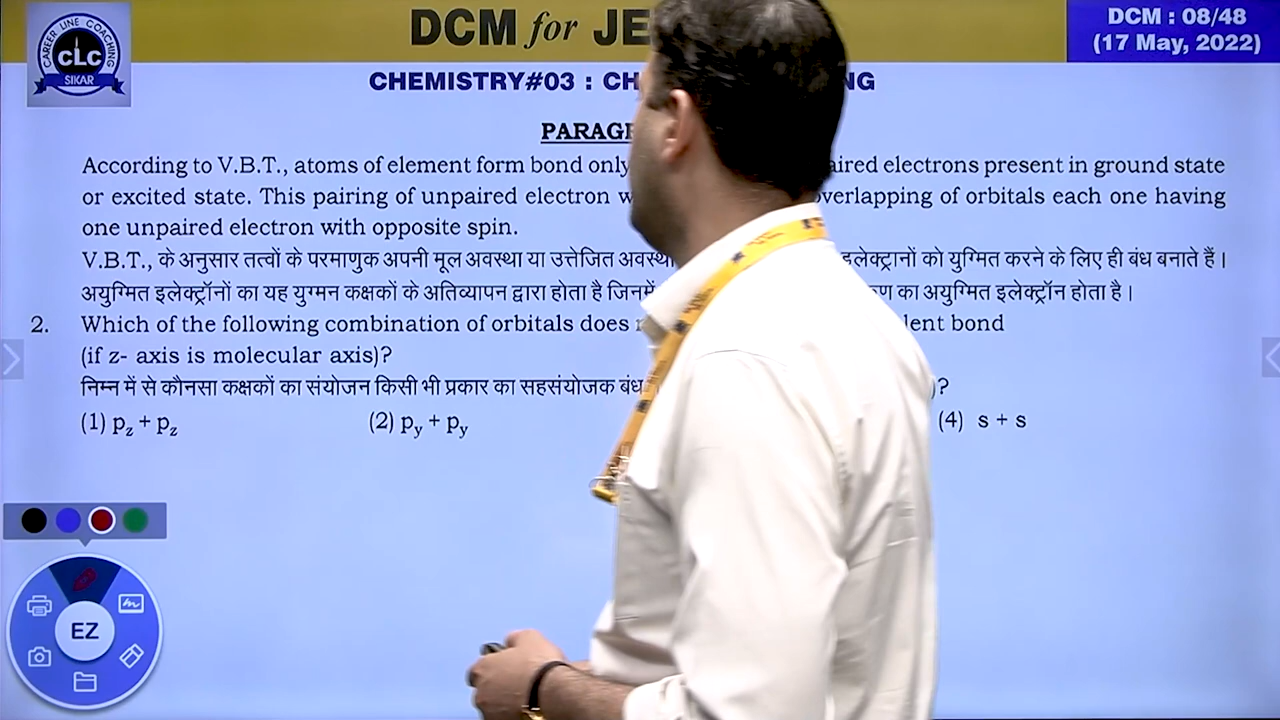 DCM for JE
DCM : 08/48
(17 May, 2022)
CAREER LINE COACHING
CLC
SIKAR
CHEMISTRY#03 : CH NG
PARAG
According to V.B.T., atoms of element form bond only aired electrons present in ground state
or excited state. This pairing of unpaired electron w overlapping of orbitals each one having
one unpaired electron with opposite spin.
V.B.T., के अनुसार तत्वों के परमाणुक अपनी मूल अवस्था या उत्तेजित अवस्था इलेक्ट्रानों को युग्मित करने के लिए ही बंध बनाते हैं।
अयुग्मित इलेक्ट्रॉनों का यह युग्मन कक्षकों के अतिव्यापन द्वारा होता है जिनमें ण का अयुग्मित इलेक्ट्रॉन होता है।
2. Which of the following combination of orbitals does lent bond
(if z- axis is molecular axis)?
निम्न में से कौनसा कक्षकों का संयोजन किसी भी प्रकार का सहसंयोजक बंध )?
(1) pz + pz (2) py + py (4) s + s
EZ